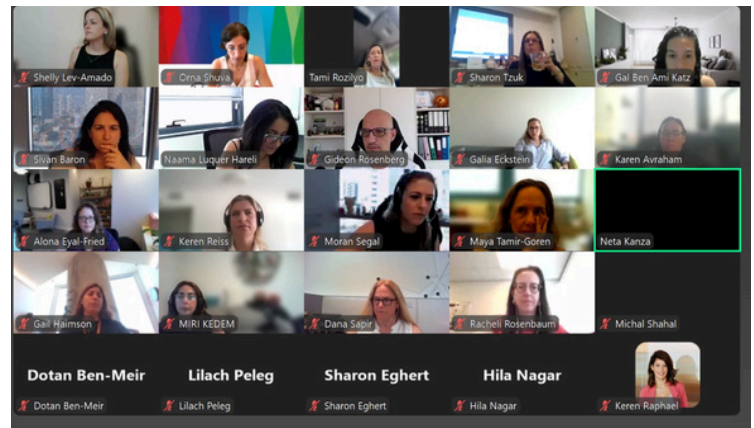 Shelly Lev-Amado
Orna Shuva
Tami Rozilyo
Sharon Tzuk
Gal Ben Ami Katz
Sivan Baron
Naama Luquer Hareli
Gideon Rosenberg
Galia Eckstein
Karen Avraham
Alona Eyal-Fried
Keren Reiss
Moran Segal
Maya Tamir-Goren
Neta Kanza
Gail Haimson
MIRI KEDEM
Dana Sapir
Racheli Rosenbaum
Michal Shahal
Dotan Ben-Meir
Lilach Peleg
Sharon Eghert
Hila Nagar
Dotan Ben-Meir
Lilach Peleg
Sharon Eghert
Hila Nagar
Keren Raphael